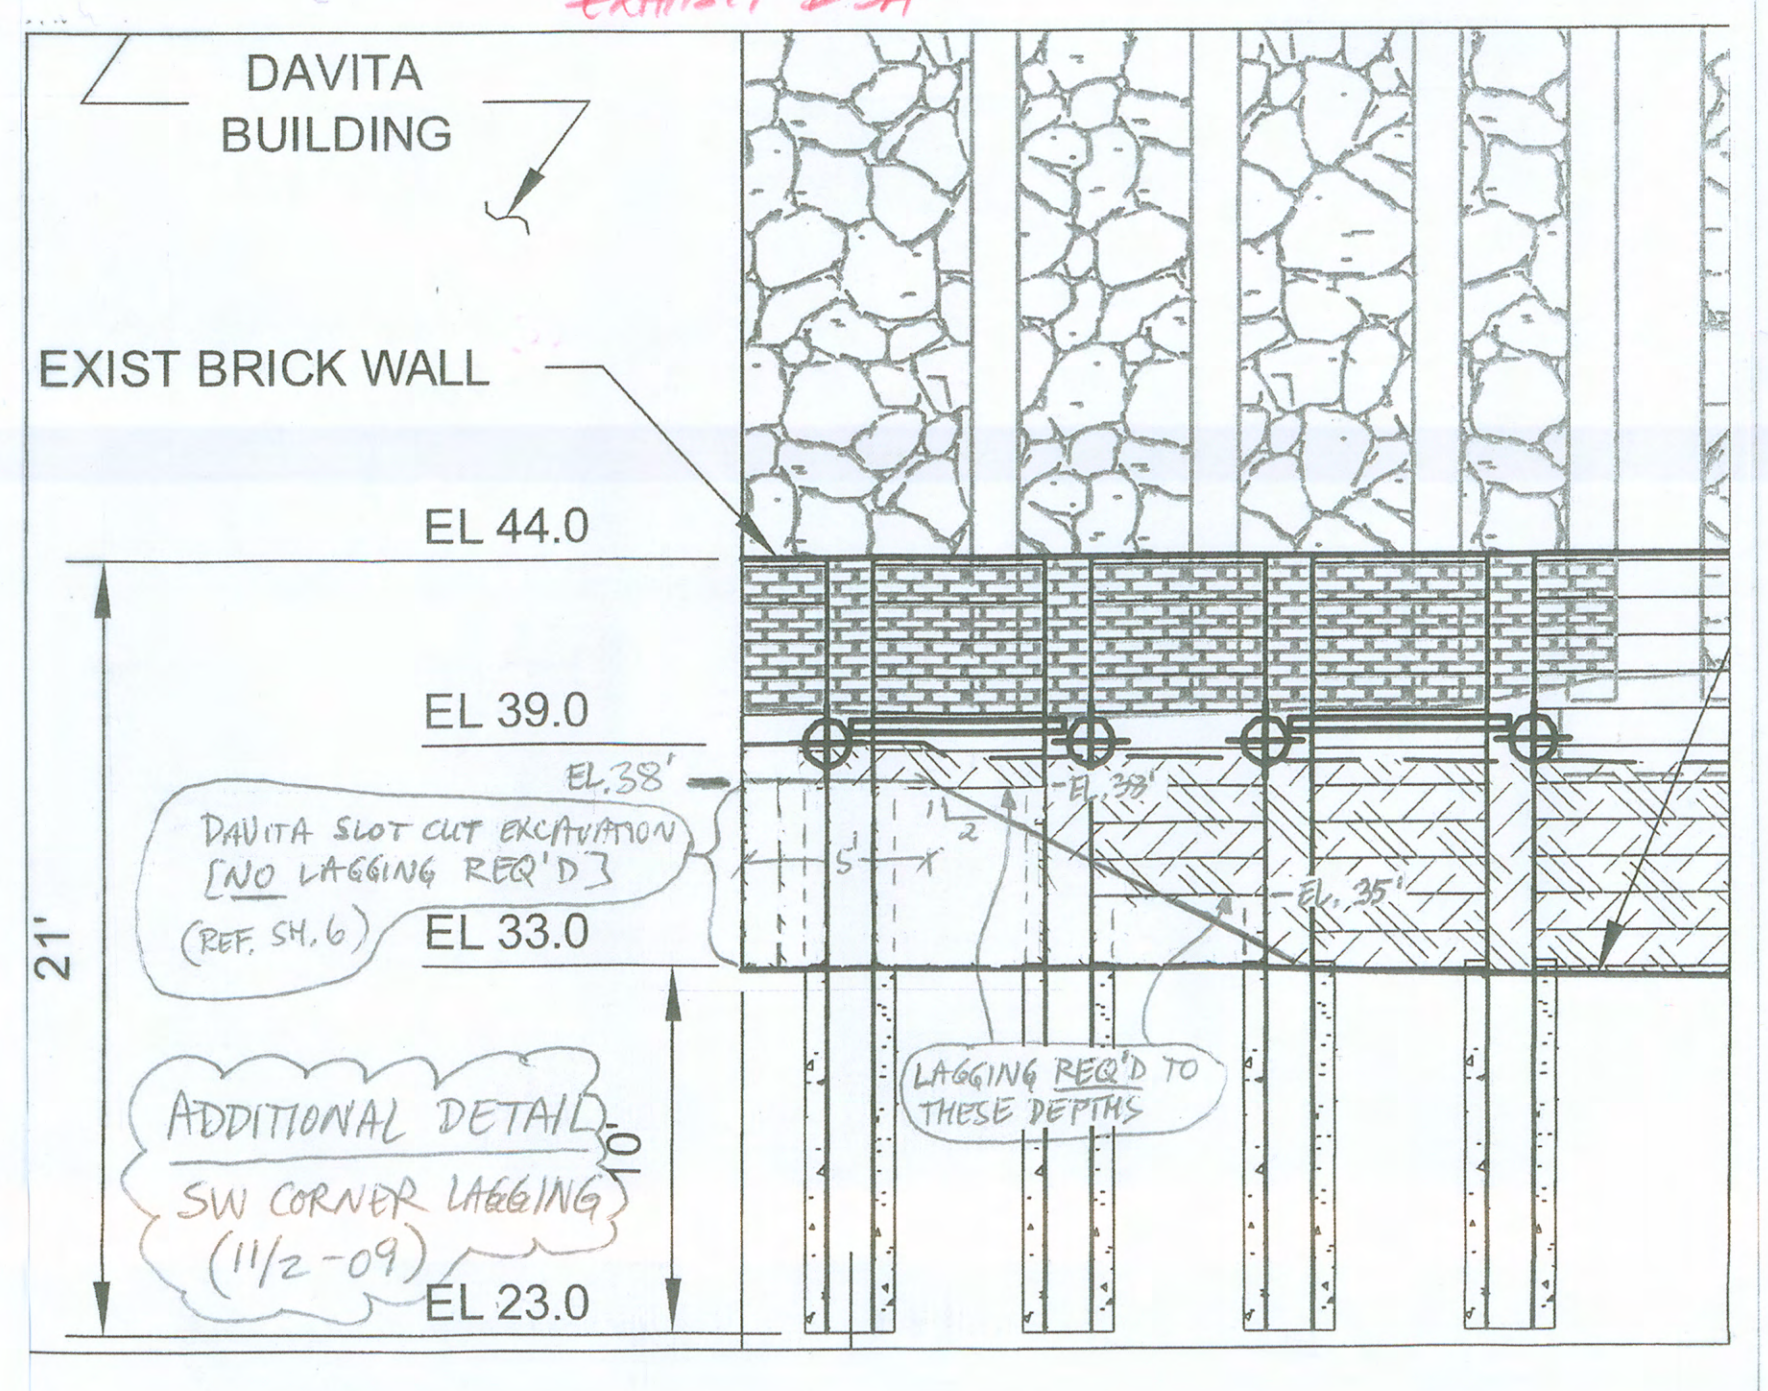 DAVITA
BUILDING
EXIST BRICK WALL
EL 44.0
EL 39.0
EL.38'
EL.38'
1
2
DAVITA SLOT CUT EXCAVATION
[NO LAGGING REQ'D]
(REF. SH. 6)
5'
EL. 35'
EL 33.0
21'
LAGGING REQ'D TO
THESE DEPTHS
ADDITIONAL DETAIL
SW CORNER LAGGING
(11/2-09)
10'
EL 23.0